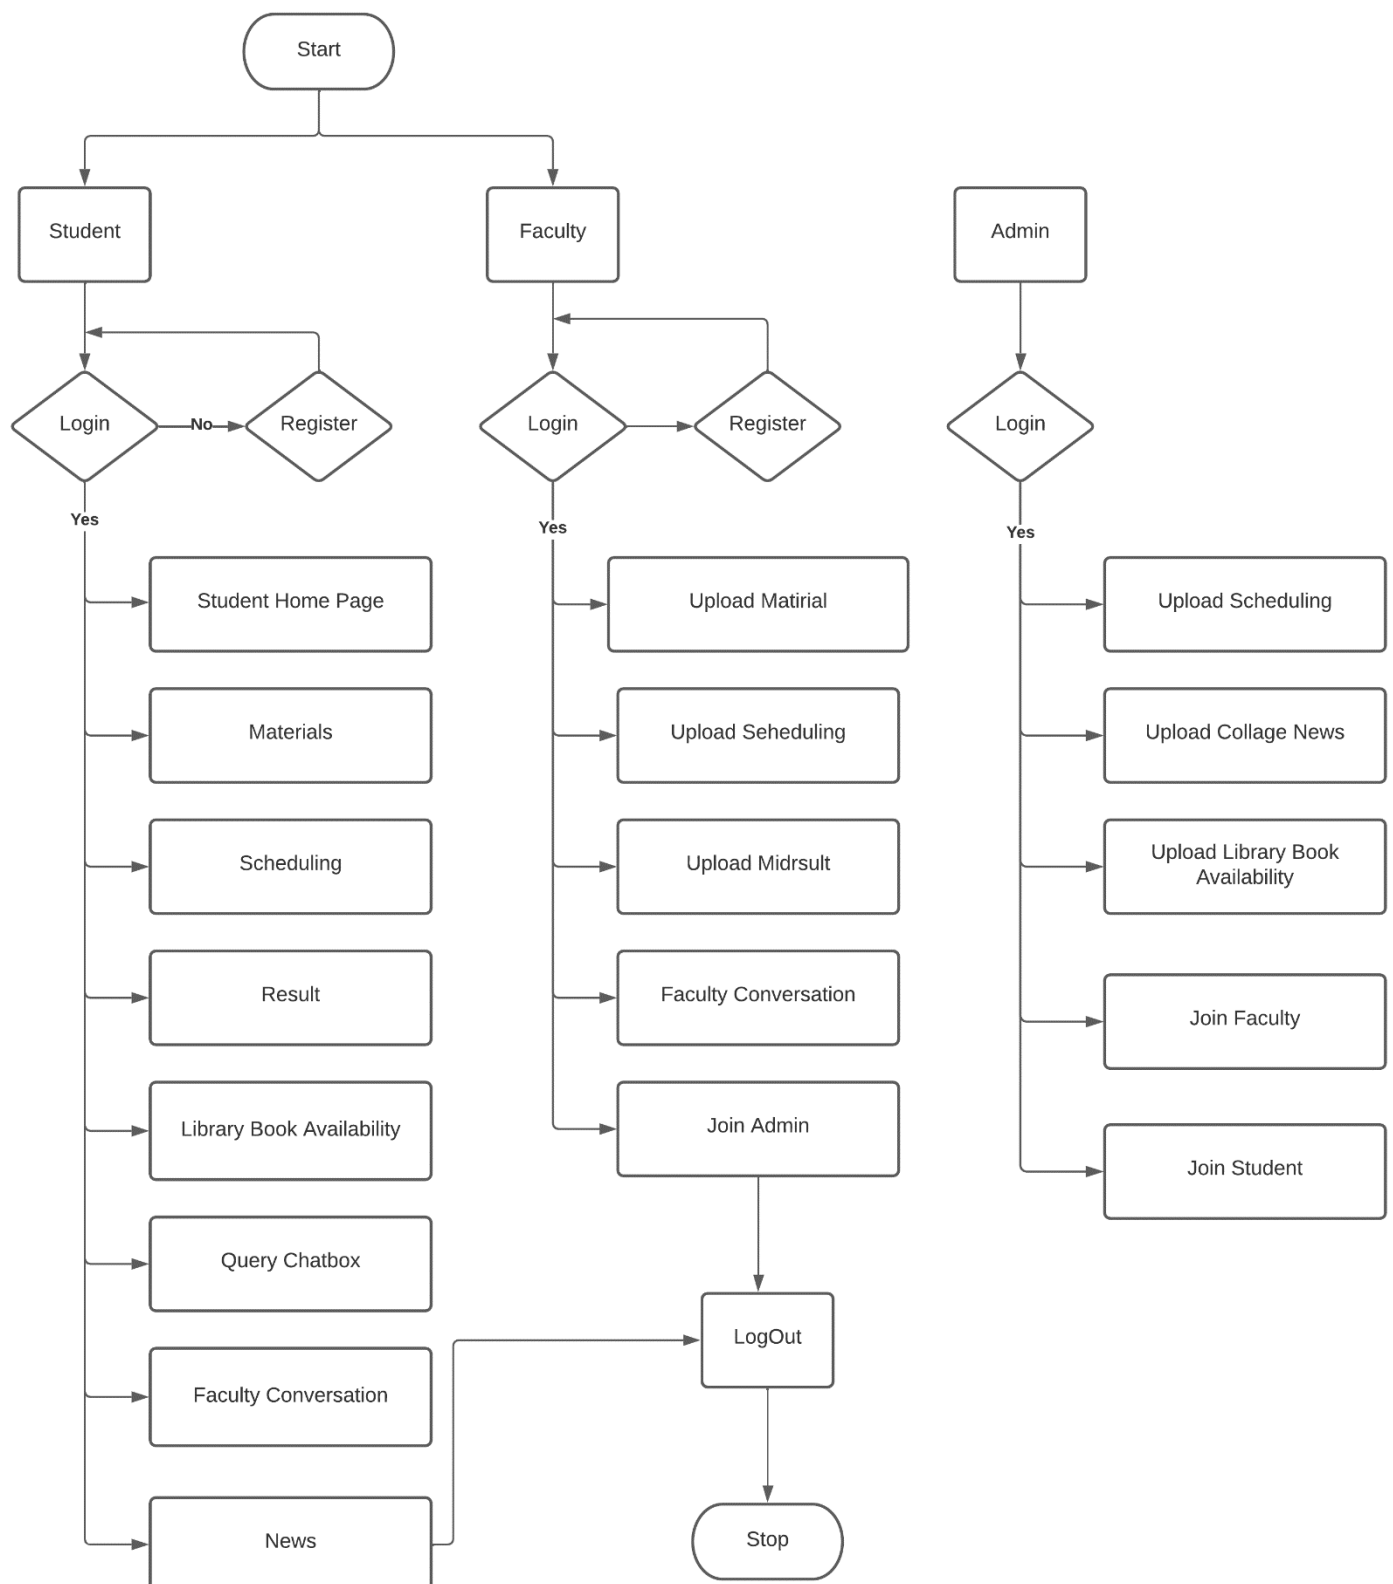 Start
Student
Faculty
Admin
Login
No
Register
Login
Register
Login
Yes
Yes
Yes
Student Home Page
Upload Matirial
Upload Scheduling
Materials
Upload Seheduling
Upload Collage News
Scheduling
Upload Midrsult
Upload Library Book
Availability
Result
Faculty Conversation
Join Faculty
Library Book Availability
Join Admin
Join Student
Query Chatbox
LogOut
Faculty Conversation
News
Stop